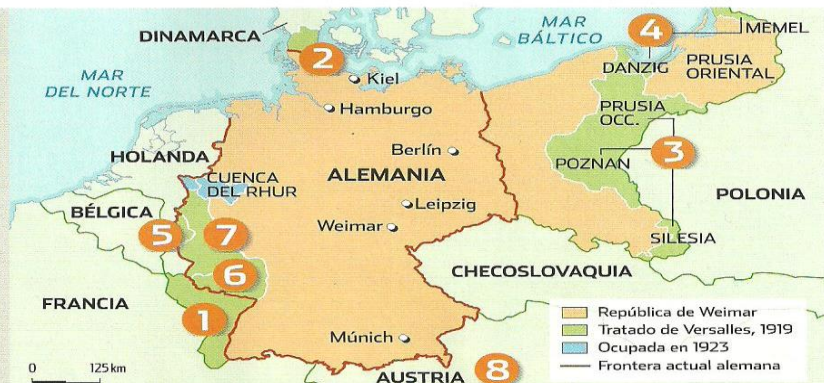 DINAMARCA
MAR
BÁLTICO
4
MEMEL
2
MAR
DEL NORTE
Kiel
DANZIG
PRUSIA
ORIENTAL
Hamburgo
PRUSIA
OCC.
HOLANDA
Berlín
POZNAN
3
CUENCA
DEL RHUR
ALEMANIA
POLONIA
BÉLGICA
Leipzig
5
7
Weimar
SILESIA
6
CHECOSLOVAQUIA
FRANCIA
1
República de Weimar
Tratado de Versalles, 1919
Ocupada en 1923
Frontera actual alemana
Múnich
0 125 km
AUSTRIA
8